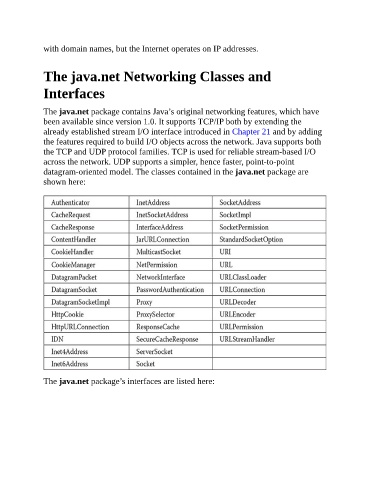 with domain names, but the Internet operates on IP addresses.
The java.net Networking Classes and
Interfaces
The java.net package contains Java's original networking features, which have
been available since version 1.0. It supports TCP/IP both by extending the
already established stream I/O interface introduced in Chapter 21 and by adding
the features required to build I/O objects across the network. Java supports both
the TCP and UDP protocol families. TCP is used for reliable stream-based I/O
across the network. UDP supports a simpler, hence faster, point-to-point
datagram-oriented model. The classes contained in the java.net package are
shown here:
Authenticator InetAddress SocketAddress
CacheRequest InetSocketAddress SocketImpl
CacheResponse InterfaceAddress SocketPermission
ContentHandler JarURLConnection StandardSocketOption
CookieHandler MulticastSocket URI
CookieManager NetPermission URL
DatagramPacket NetworkInterface URLClassLoader
DatagramSocket PasswordAuthentication URLConnection
DatagramSocketImpl Proxy URLDecoder
HttpCookie ProxySelector URLEncoder
HttpURLConnection ResponseCache URLPermission
IDN SecureCacheResponse URLStreamHandler
Inet4Address ServerSocket
Inet6Address Socket
The java.net package's interfaces are listed here: